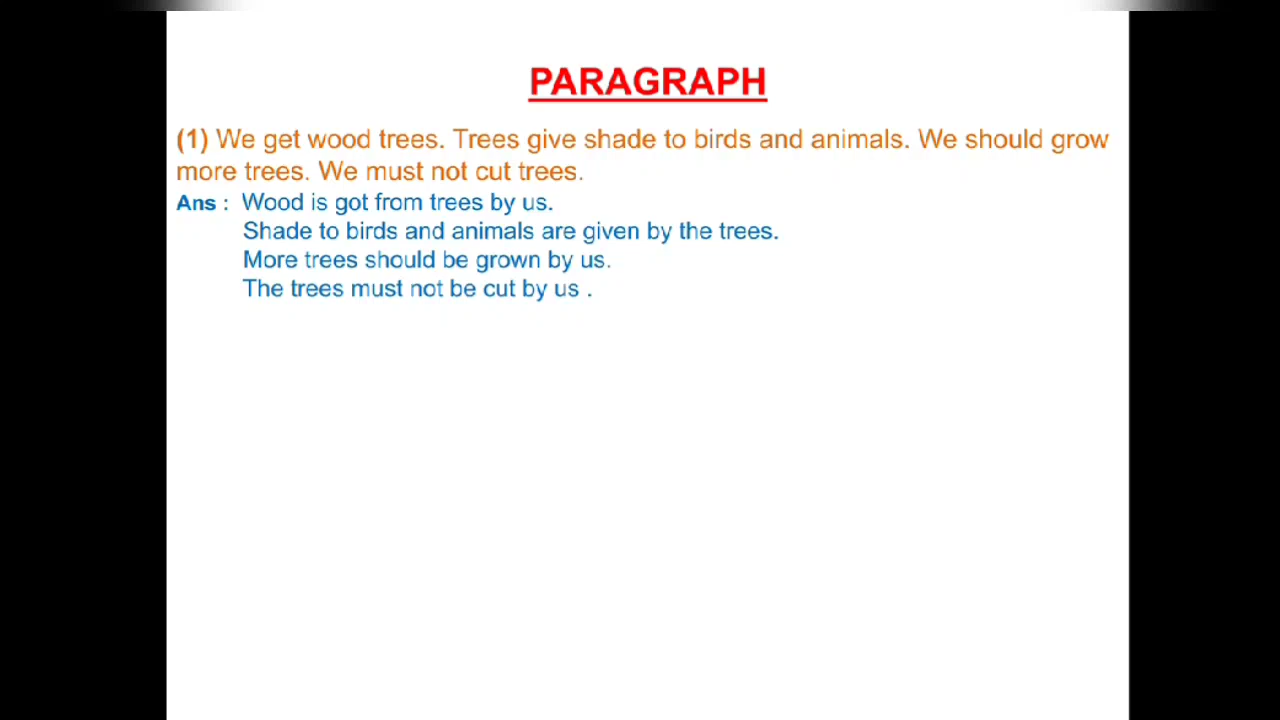 PARAGRAPH
(1) We get wood trees. Trees give shade to birds and animals. We should grow
more trees. We must not cut trees.
Ans : Wood is got from trees by us.
Shade to birds and animals are given by the trees.
More trees should be grown by us.
The trees must not be cut by us .